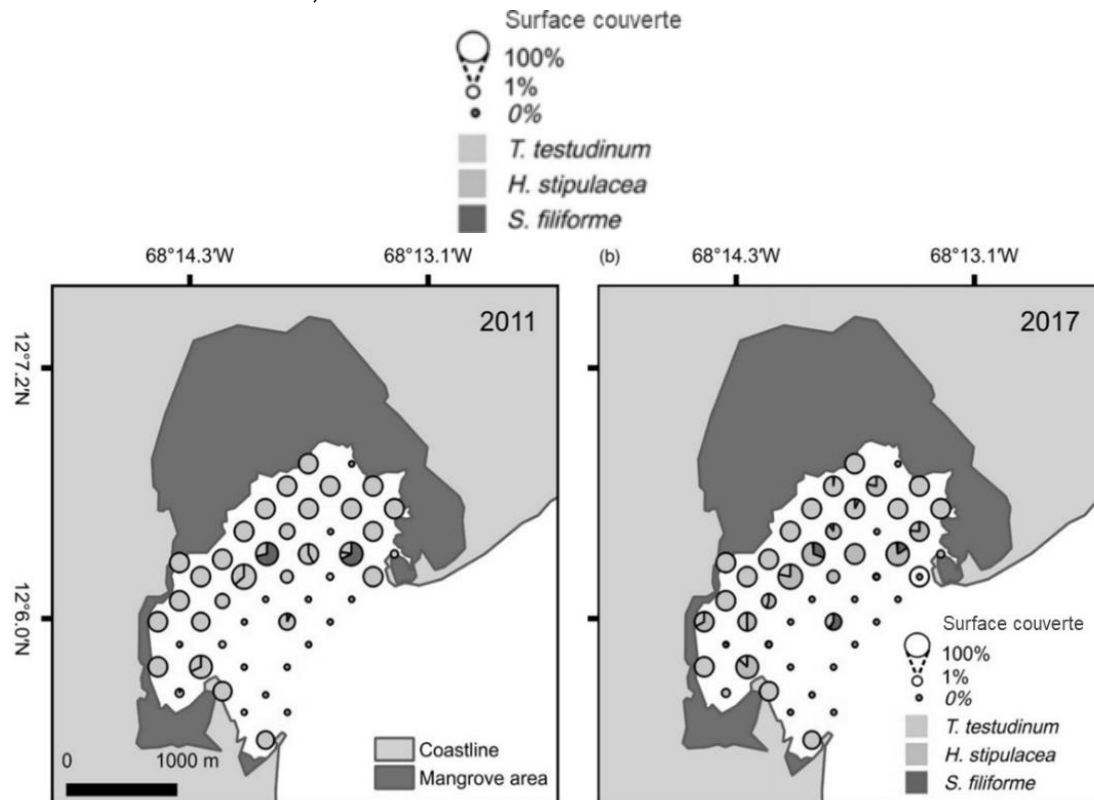 Surface couverte
100%
1%
0%
T. testudinum
H. stipulacea
S. filiforme
68°14.3'W
68°13.1'W
(b)
68°14.3'W
68°13.1'W
2011
2017
12°7.2'N
12°6.0'N
Surface couverte
100%
1%
0%
T. testudinum
H. stipulacea
S. filiforme
Coastline
Mangrove area
0
1000 m